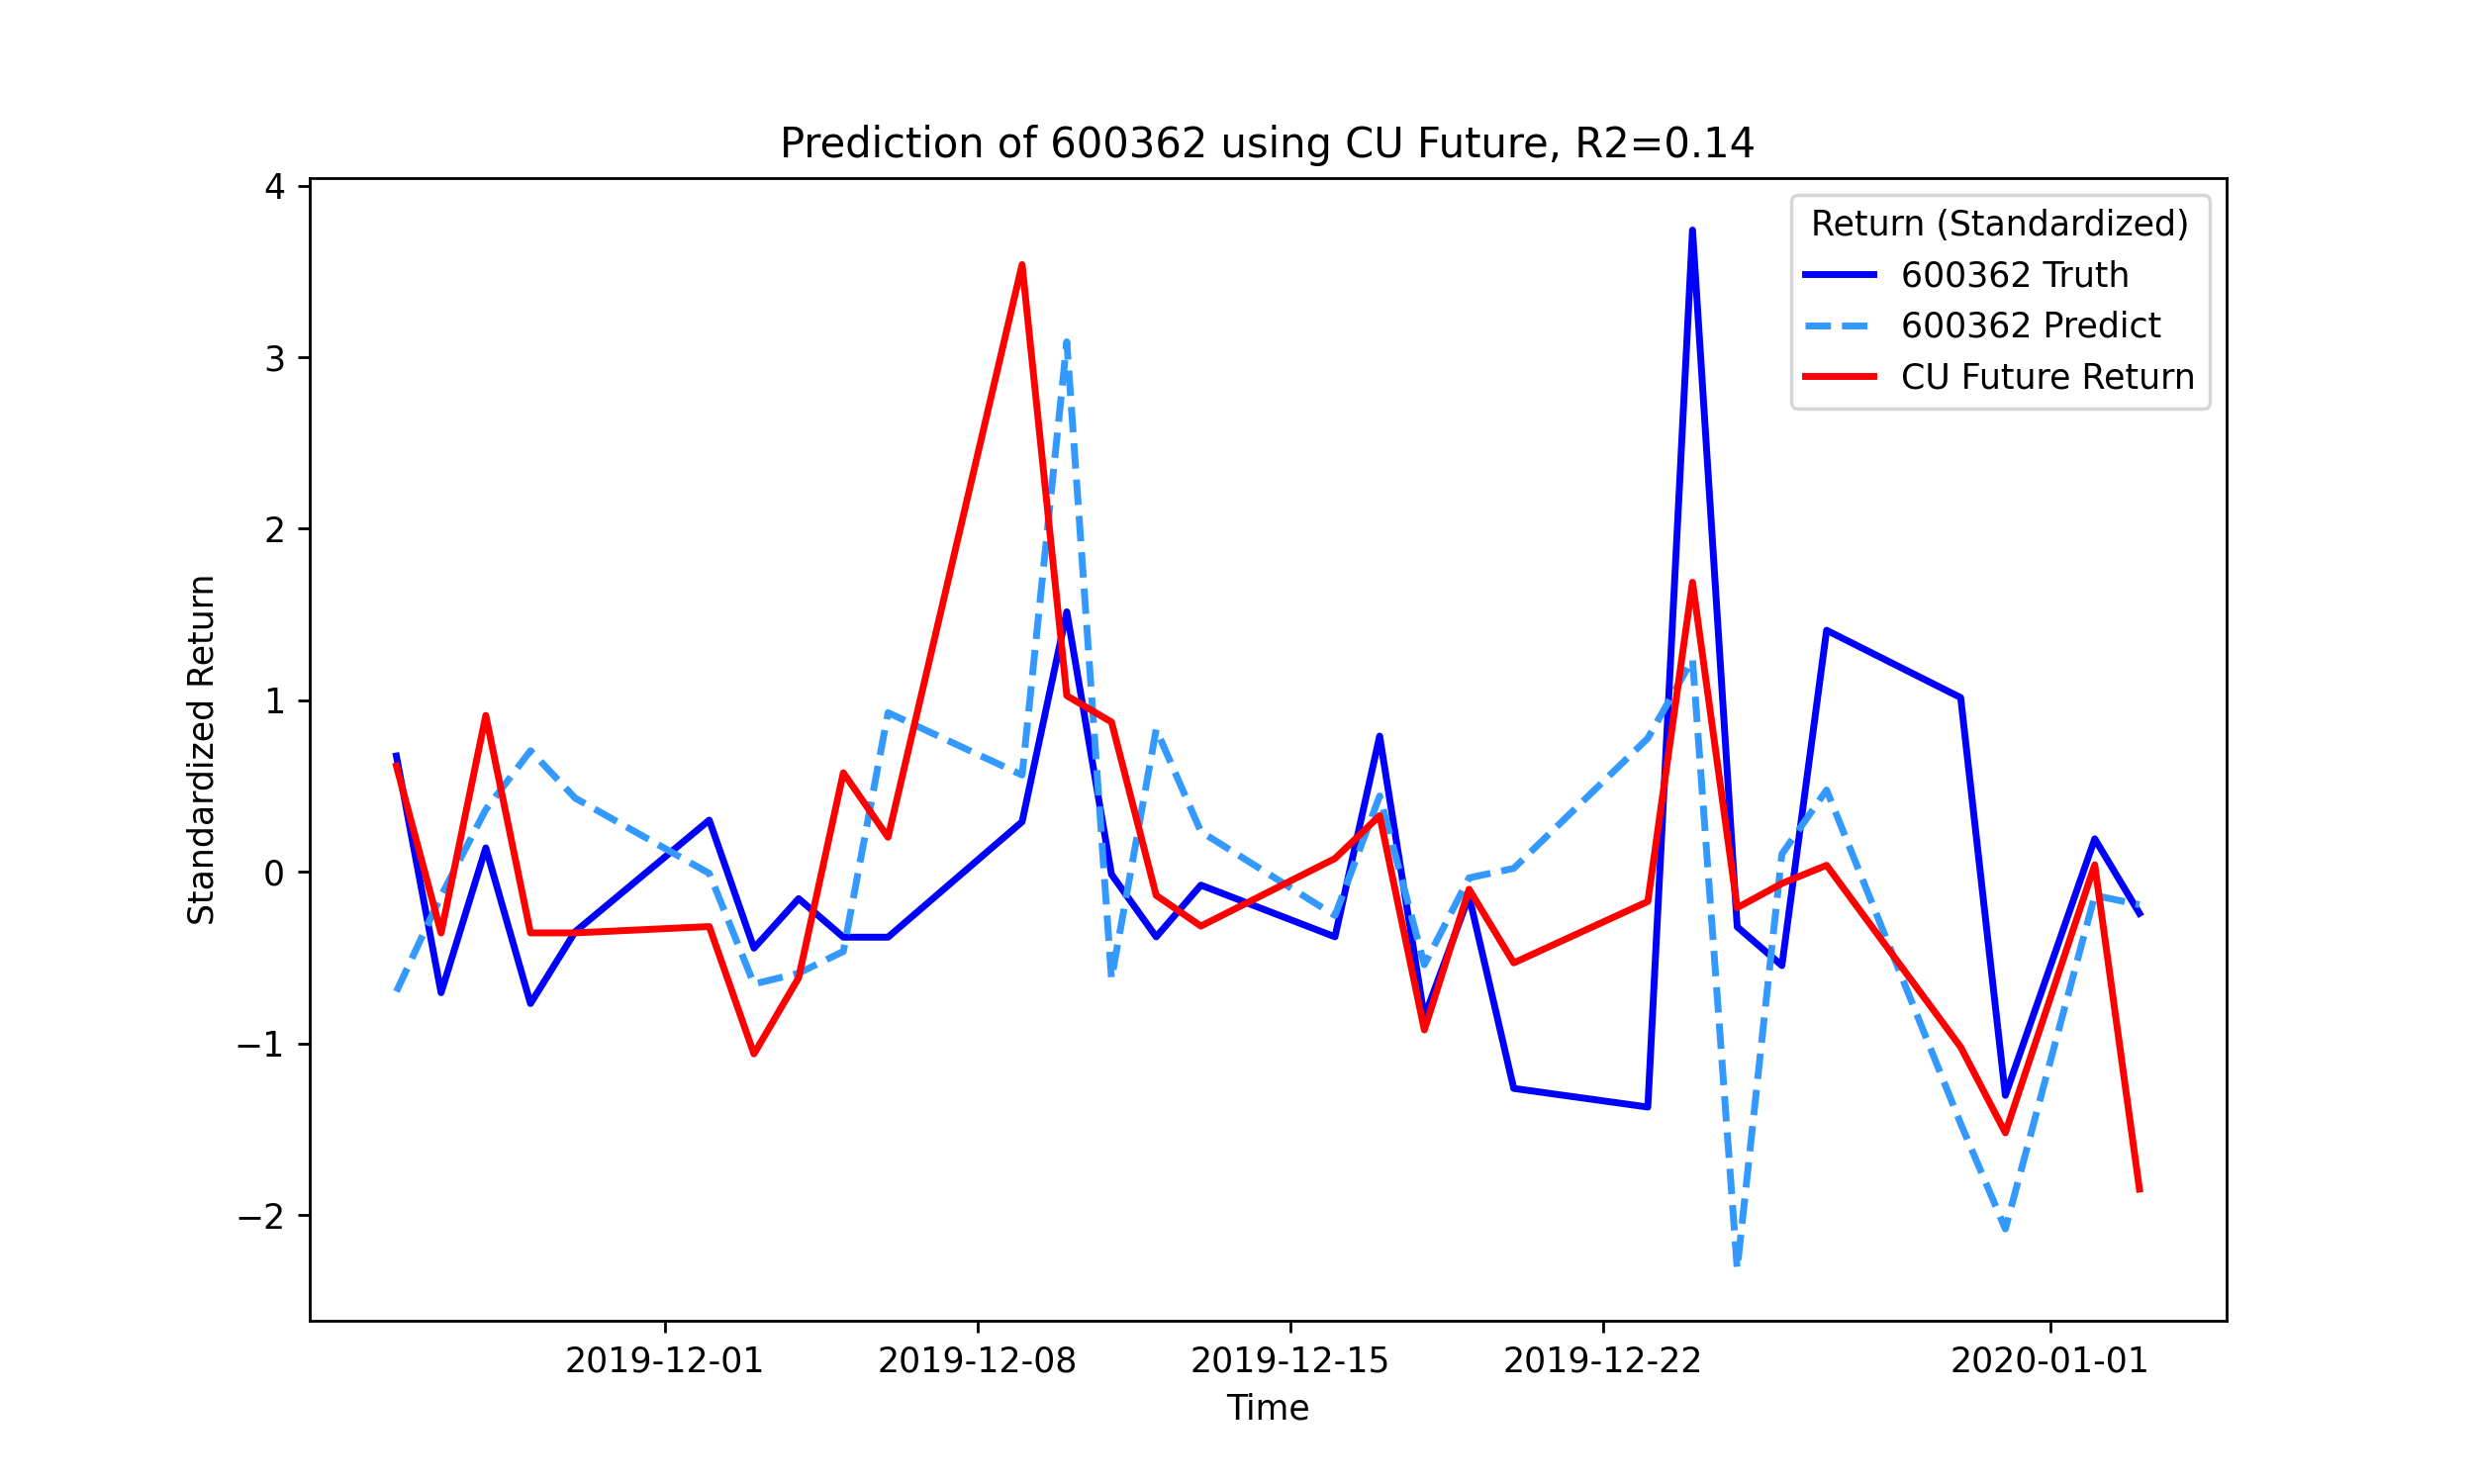 Prediction of 600362 using CU Future, R2=0.14
Return (Standardized)
600362 Truth
600362 Predict
CU Future Return
Standardized Return
4
3
2
1
0
−1
−2
2019-12-01
2019-12-08
2019-12-15
2019-12-22
2020-01-01
Time